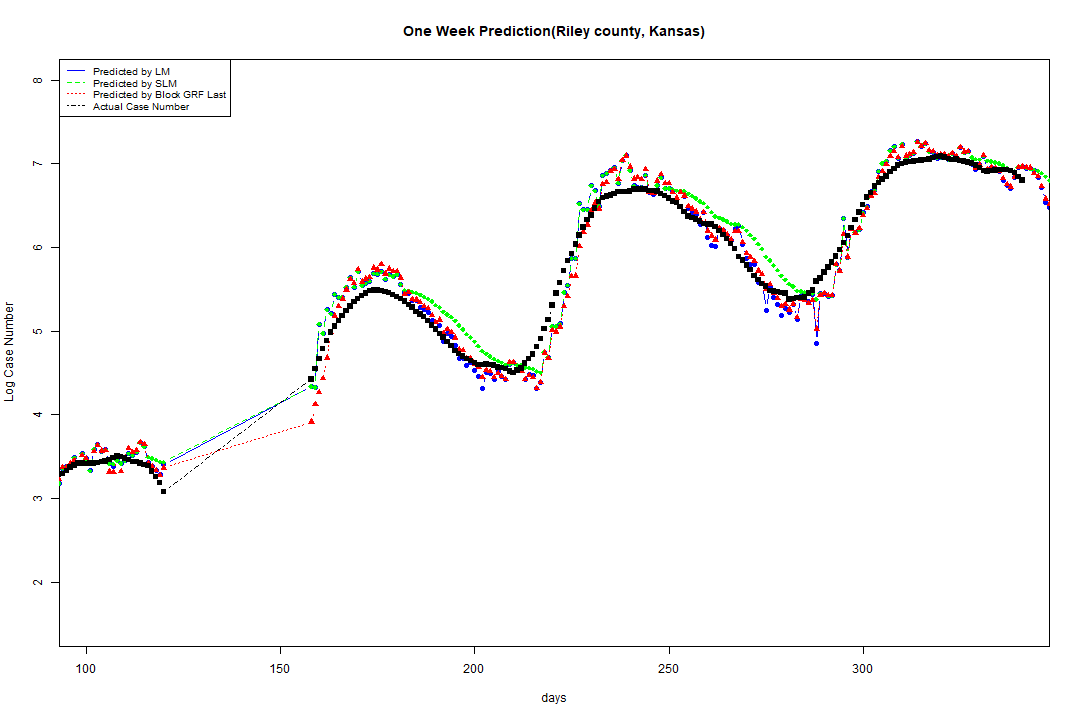 One Week Prediction(Riley county, Kansas)
Predicted by LM
Predicted by SLM
Predicted by Block GRF Last
Actual Case Number
8
7
6
5
4
3
2
Log Case Number
100 150 200 250 300
days